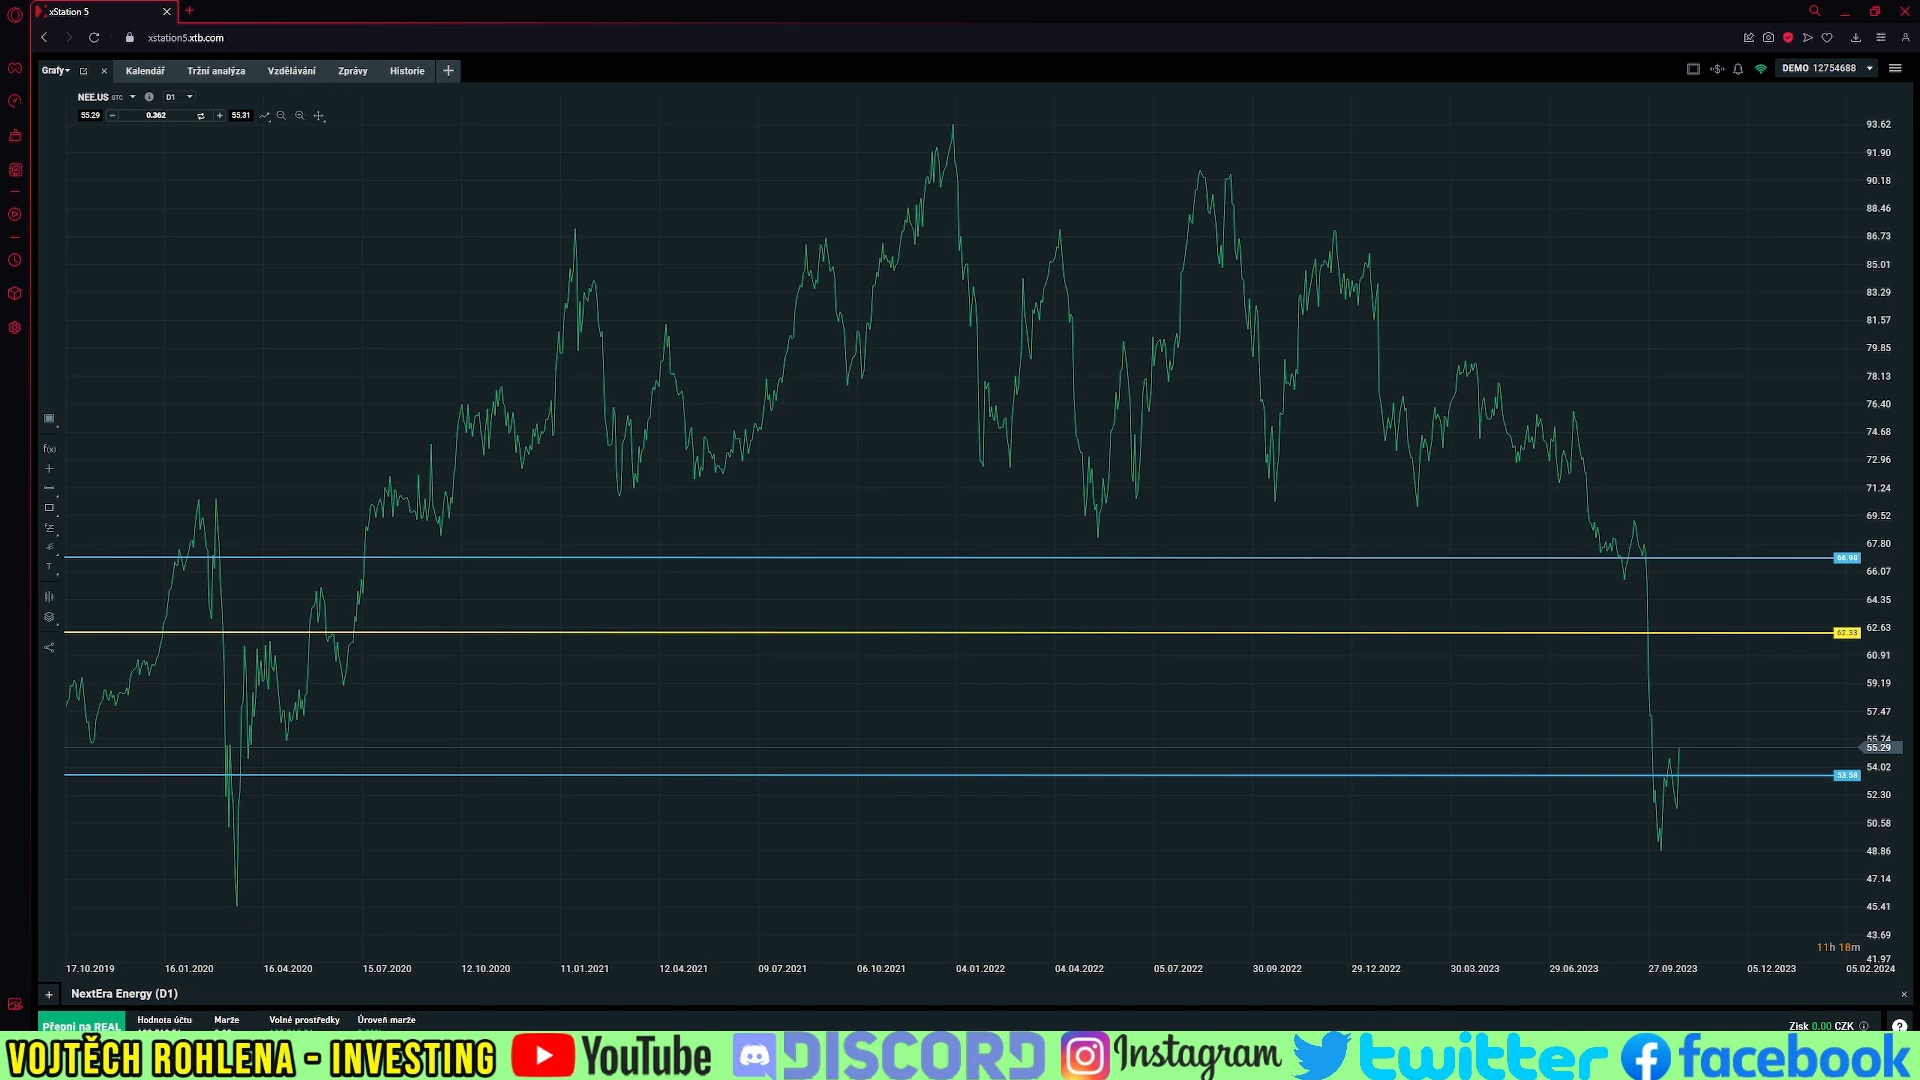 xStation 5
xstation5.xtb.com
Grafy
Kalendář
Tržní analýza
Vzdělávání
Zprávy
Historie
DEMO 12754688
NEE.US STC
D1
55.29
0.362
55.31
93.62
91.90
90.18
88.46
86.73
85.01
83.29
81.57
79.85
78.13
76.40
74.68
72.96
71.24
69.52
67.80
66.98
66.07
64.35
62.63
62.33
60.91
59.19
57.47
55.74
55.29
54.02
53.58
52.30
50.58
48.86
47.14
45.41
43.69
41.97
f(x)
T
11h 18m
17.10.2019
16.01.2020
16.04.2020
15.07.2020
12.10.2020
11.01.2021
12.04.2021
09.07.2021
06.10.2021
04.01.2022
04.04.2022
05.07.2022
30.09.2022
29.12.2022
30.03.2023
29.06.2023
27.09.2023
05.12.2023
05.02.2024
NextEra Energy (D1)
Přepni na REAL
Hodnota účtu
Marže
Volné prostředky
Úroveň marže
Zisk 0.00 CZK
VOJTĚCH ROHLENA - INVESTING
YouTube
DISCORD
Instagram
twitter
facebook